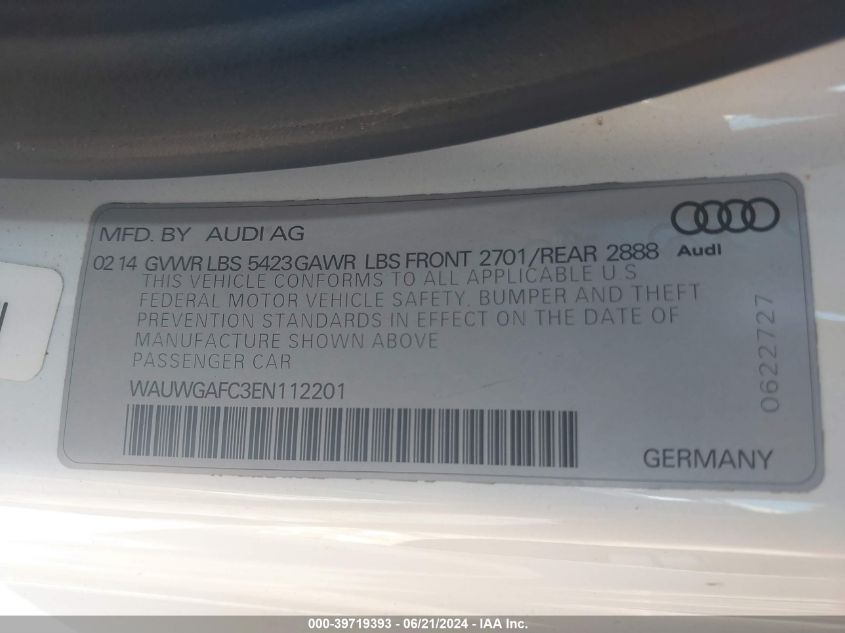 MFD. BY AUDI AG
Audi
02 14 GVWR LBS 5423 GAWR LBS FRONT 2701/REAR 2888
THIS VEHICLE CONFORMS TO ALL APPLICABLE U S
FEDERAL MOTOR VEHICLE SAFETY, BUMPER AND THEFT
PREVENTION STANDARDS IN EFFECT ON THE DATE OF
MANUFACTURE SHOWN ABOVE
PASSENGER CAR
WAUWGAFC3EN112201
0622727
GERMANY
000-39719393 - 06/21/2024 - © IAA Inc.